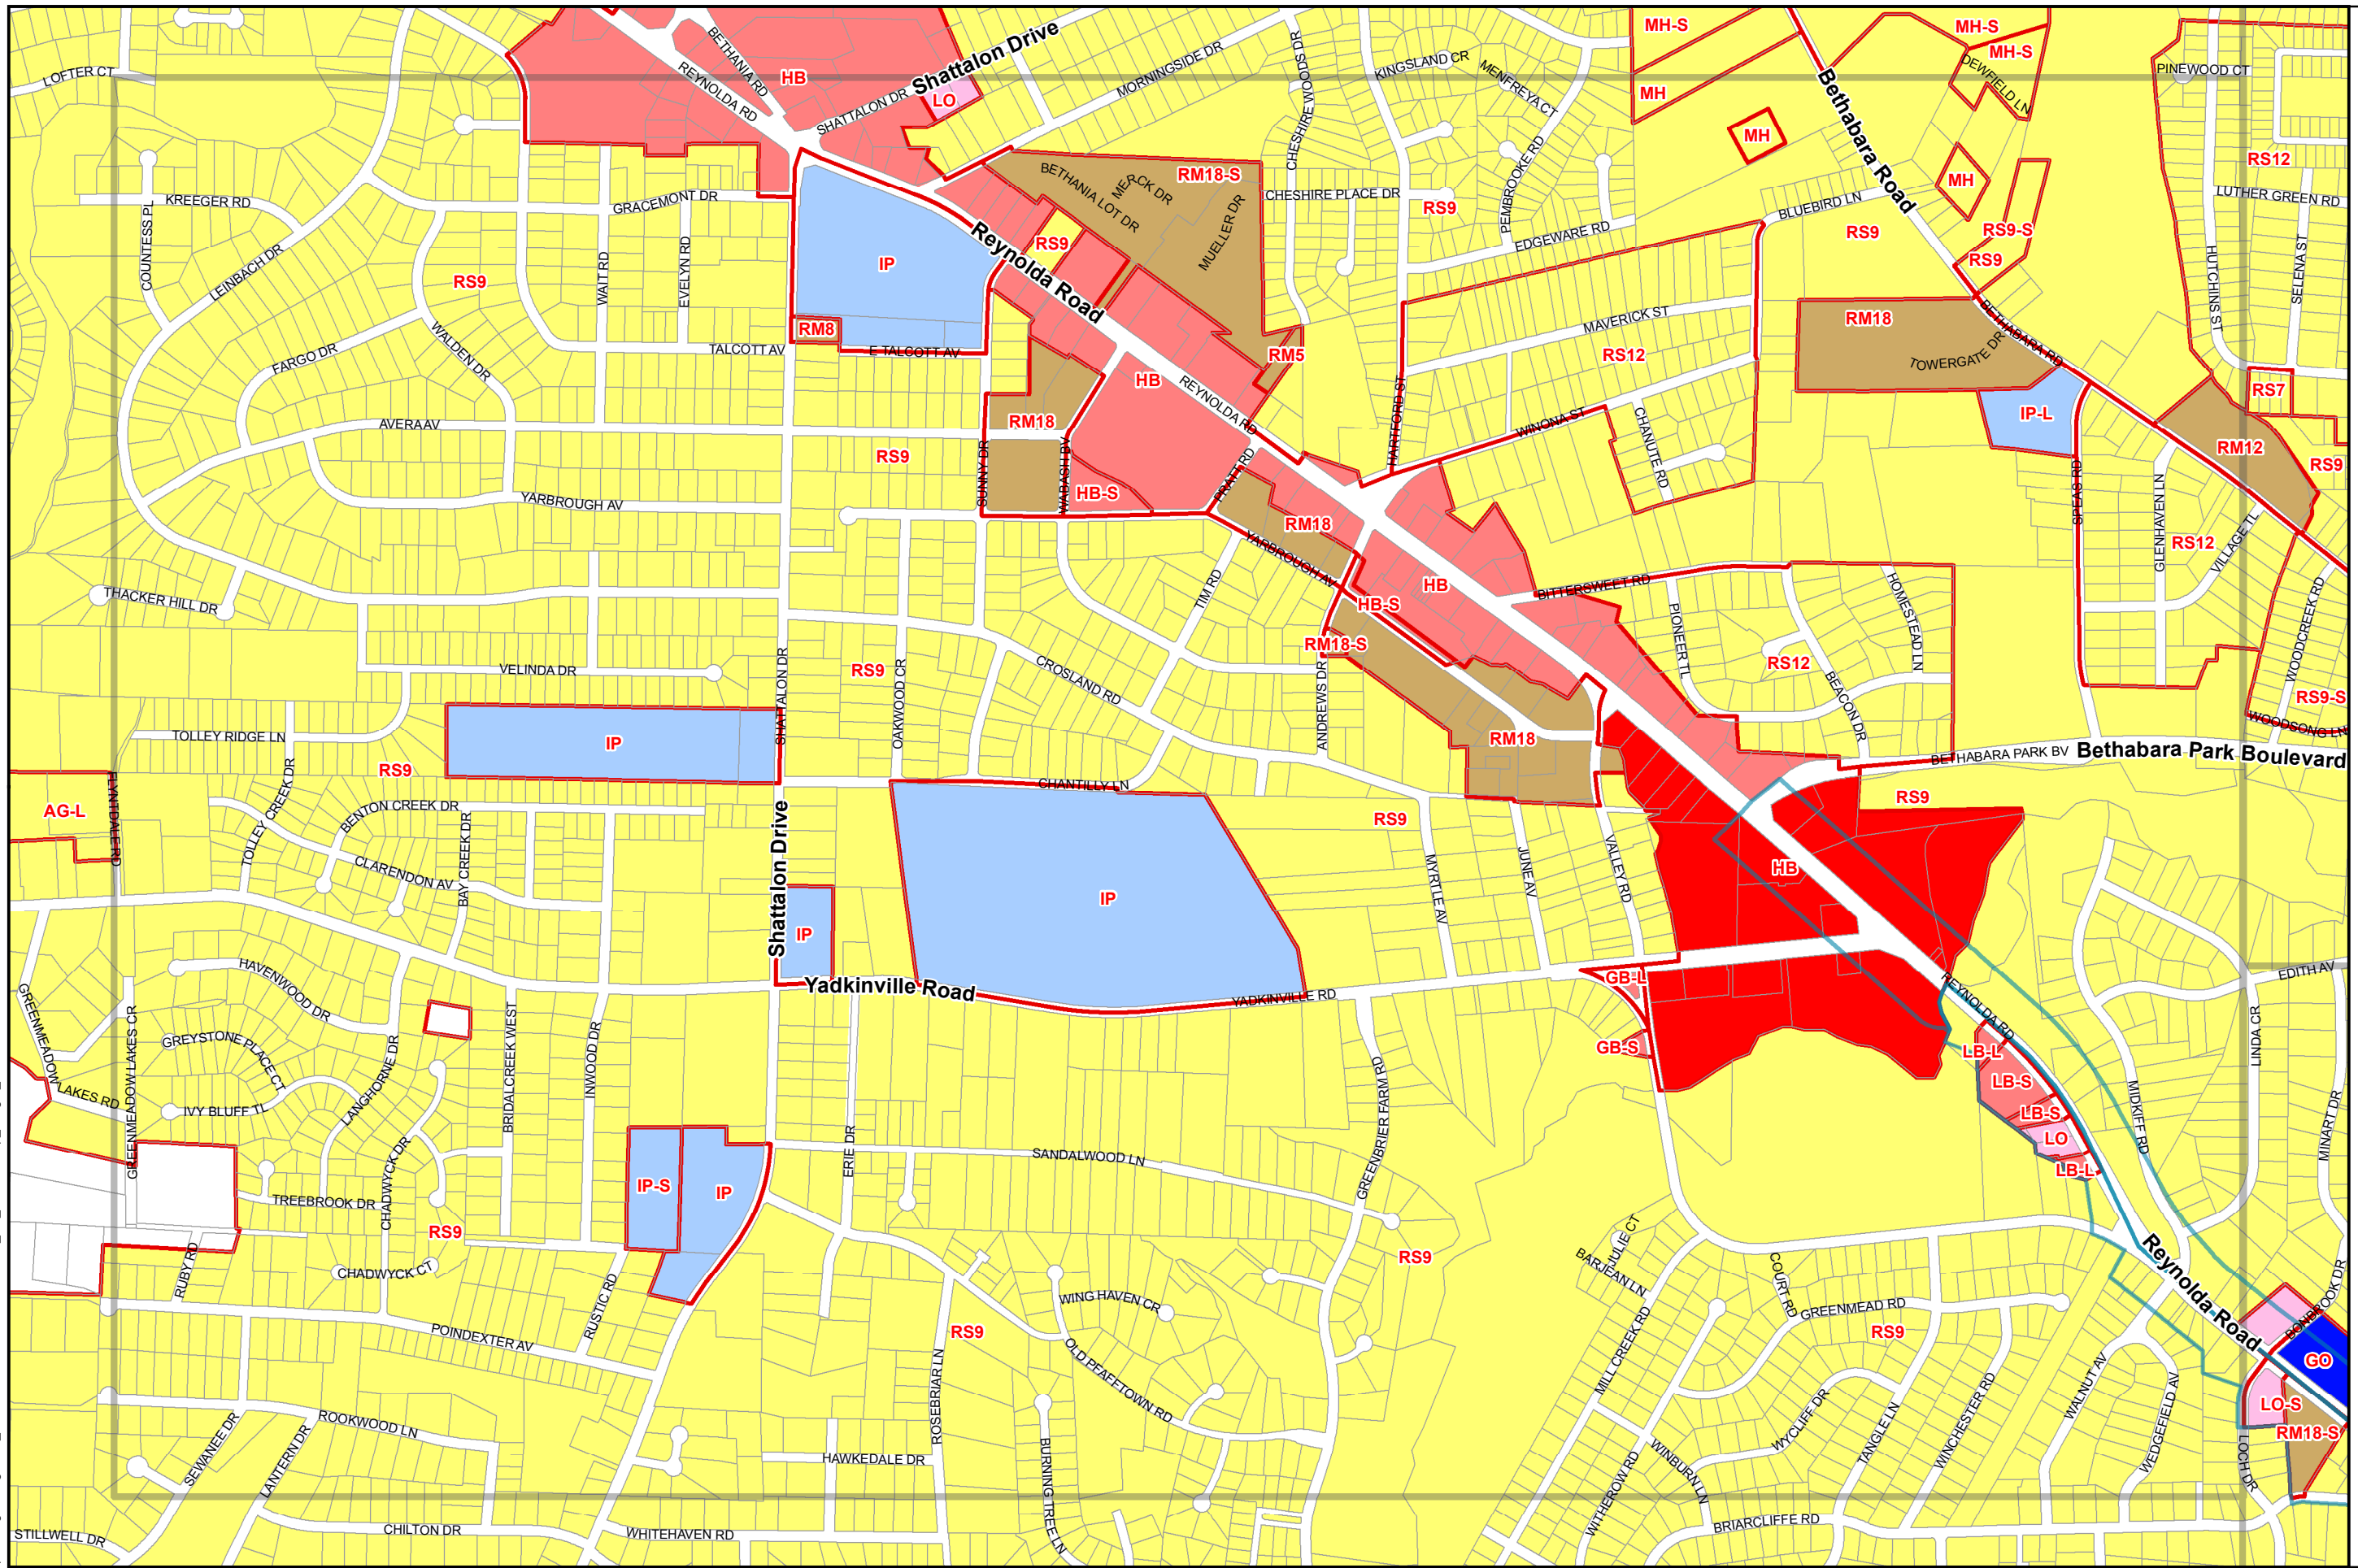 MH-S
MH-S
MH-S
Shattalon Drive
BETHANIA RD
REYNOLDA RD
HB
LO
SHATTALON DR
MORNINGSIDE DR
CHESHIRE WOODS DR
KINGSLAND CR
MENFREYA CT
MH
MH
DEWFIELD LN
PINEWOOD CT
LOFTER CT
Bethabara Road
RS12
LUTHER GREEN RD
KREEGER RD
COUNTESS PL
GRACEMONT DR
BETHANIA LOT DR
MERCK DR
RM18-S
MUELLER DR
CHESHIRE PLACE DR
RS9
PEMBROOKE RD
EDGEWARE RD
BLUEBIRD LN
MH
RS9-S
RS9
RS9
LEINBACH DR
RS9
WATT RD
EVELYN RD
IP
Reynolda Road
RS9
HUTCHINS ST
SELENA ST
RM8
TALCOTT AV
E TALCOTT AV
FARGO DR
WALDEN DR
MAVERICK ST
RS12
RM18
TOWERGATE DR
BETHABARA RD
RM5
HB
REYNOLDA RD
RS7
IP-L
RM12
RS9
AVERA AV
RM18
RS9
SUNNY DR
WABASH BV
HB-S
PRATT RD
HARTFORD ST
WINONA ST
CHANUTE RD
SPEAS RD
GLENHAVEN LN
RS12
VILLAGE TL
YARBROUGH AV
RM18
YARBROUGH AV
TIM RD
HB
BITTERSWEET RD
HB-S
RM18-S
THACKER HILL DR
PIONEER TL
HOMESTEAD LN
RS12
BEACON DR
WOODCREEK RD
RS9-S
WOODSONG LN
VELINDA DR
SHATTALON DR
RS9
OAKWOOD CR
CROSLAND RD
ANDREWS DR
RM18
TOLLEY RIDGE LN
IP
RS9
BETHABARA PARK BV
Bethabara Park Boulevard
AG-L
FLYNTDALE RD
TOLLEY CREEK DR
BENTON CREEK DR
CHANTILLY LN
RS9
RS9
CLARENDON AV
BAY CREEK DR
Shattalon Drive
IP
IP
MYRTLE AV
JUNE AV
VALLEY RD
HB
HAVENWOOD DR
Yadkinville Road
YADKINVILLE RD
GB-L
REYNOLDA RD
EDITH AV
GREENMEADOW
LAKES RD
GREENMEADOW LAKES CR
GREYSTONE PLACE CT
IVY BLUFF TL
LANGHORNE DR
BRIDALCREEK WEST
INWOOD DR
GB-S
LB-L
LB-S
LB-S
LO
LB-L
MIDKIFF RD
LINDA CR
MINART DR
CHADWYCK DR
TREEBROOK DR
RS9
CHADWYCK CT
RUBY RD
IP-S
IP
ERIE DR
SANDALWOOD LN
GREENBRIER FARM RD
RS9
JULIE CT
BARJEAN LN
Reynolda Road
BONBROOK DR
GO
WING HAVEN CR
COURT RD
GREENMEAD RD
RS9
POINDEXTER AV
RUSTIC RD
RS9
ROSEBRIAR LN
OLD PFAFFTOWN RD
MILL CREEK RD
WYCLIFF DR
TANGLE LN
WINCHESTER RD
WALNUT AV
WEDGEFIELD AV
LO-S
RM18-S
LOCH DR
ROOKWOOD LN
SEWANEE DR
LANTERN DR
HAWKEDALE DR
BURNING TREE LN
WINBURN LN
WITHEROW RD
BRIARCLIFFE RD
STILLWELL DR
CHILTON DR
WHITEHAVEN RD